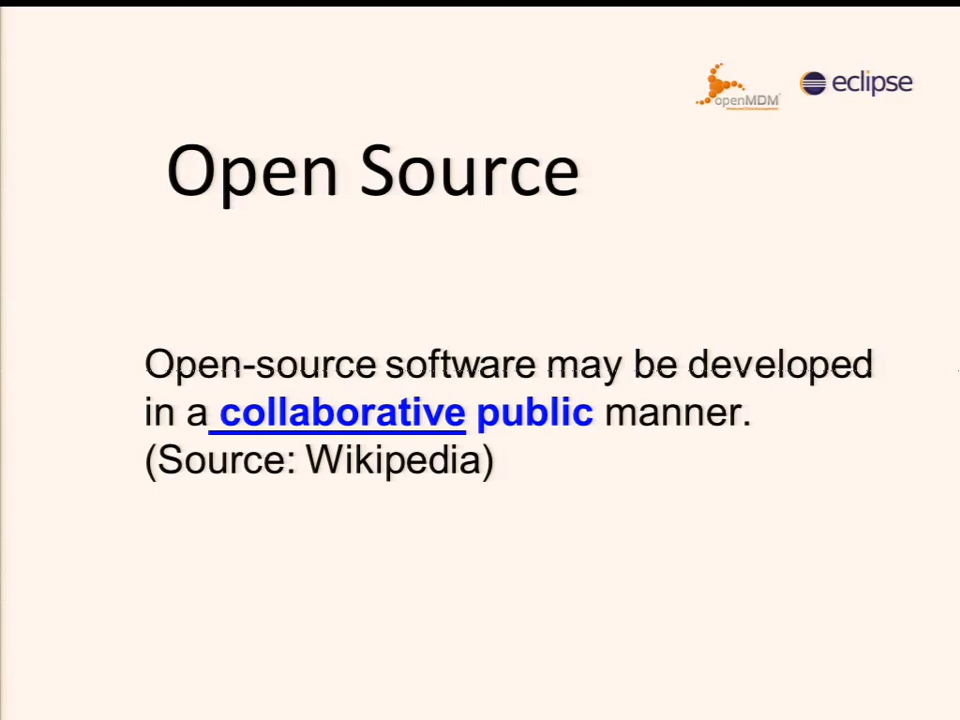 openMDM
eclipse
Open Source
Open-source software may be developed
in a collaborative public manner.
(Source: Wikipedia)